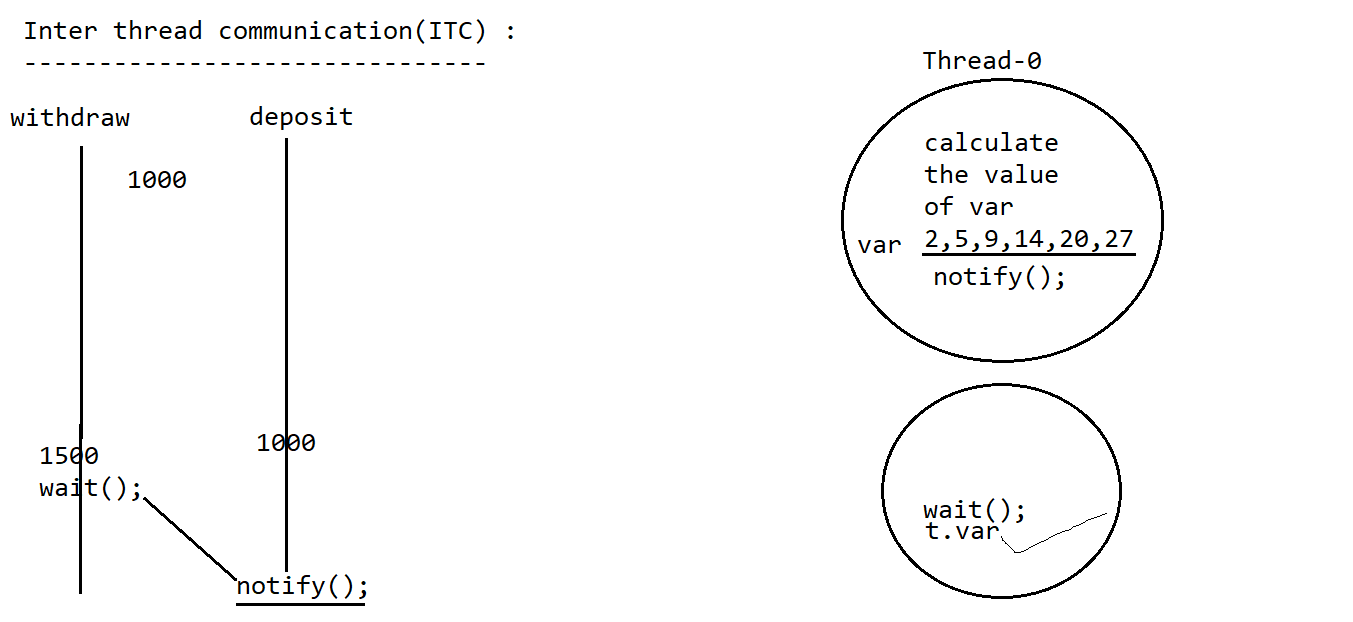 Inter thread communication(ITC) :
--------------------------------
withdraw
deposit
1000
1500
wait();
1000
notify();
Thread-0
calculate
the value
of var
var 2,5,9,14,20,27
notify();
wait();
t.var